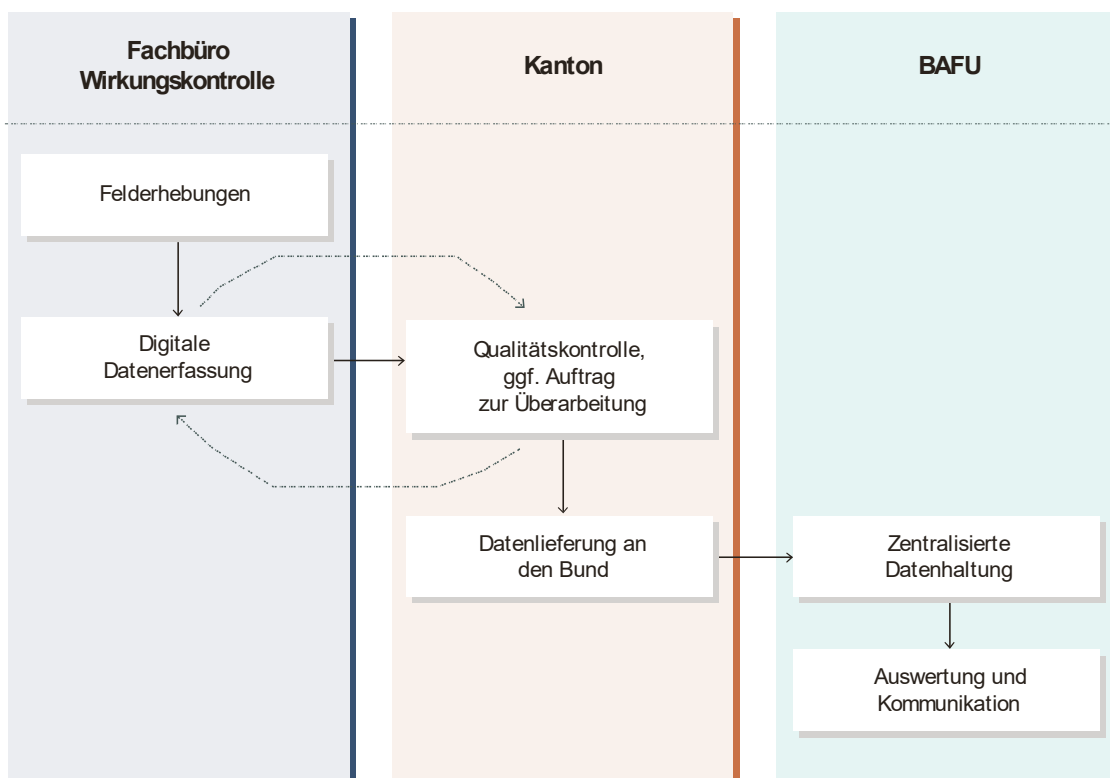 Fachbüro
Wirkungskontrolle
Kanton
BAFU
Felderhebungen
Digitale
Datenerfassung
Qualitätskontrolle,
ggf. Auftrag
zur Überarbeitung
Datenlieferung an
den Bund
Zentralisierte
Datenhaltung
Auswertung und
Kommunikation